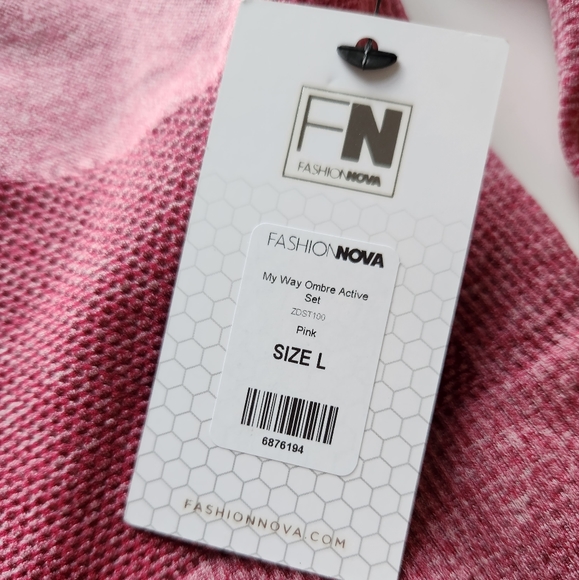 FN
FASHIONNOVA
FASHIONNOVA
My Way Ombre Active
Set
ZDST100
Pink
SIZE L
6876194
FASHIONNOVA.COM